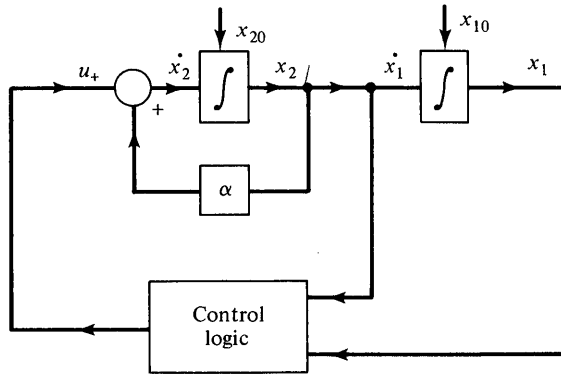 x₂₀
x₁₀
u₊
+
ẋ₂
∫
x₂
ẋ₁
∫
x₁
+
α
Control
logic